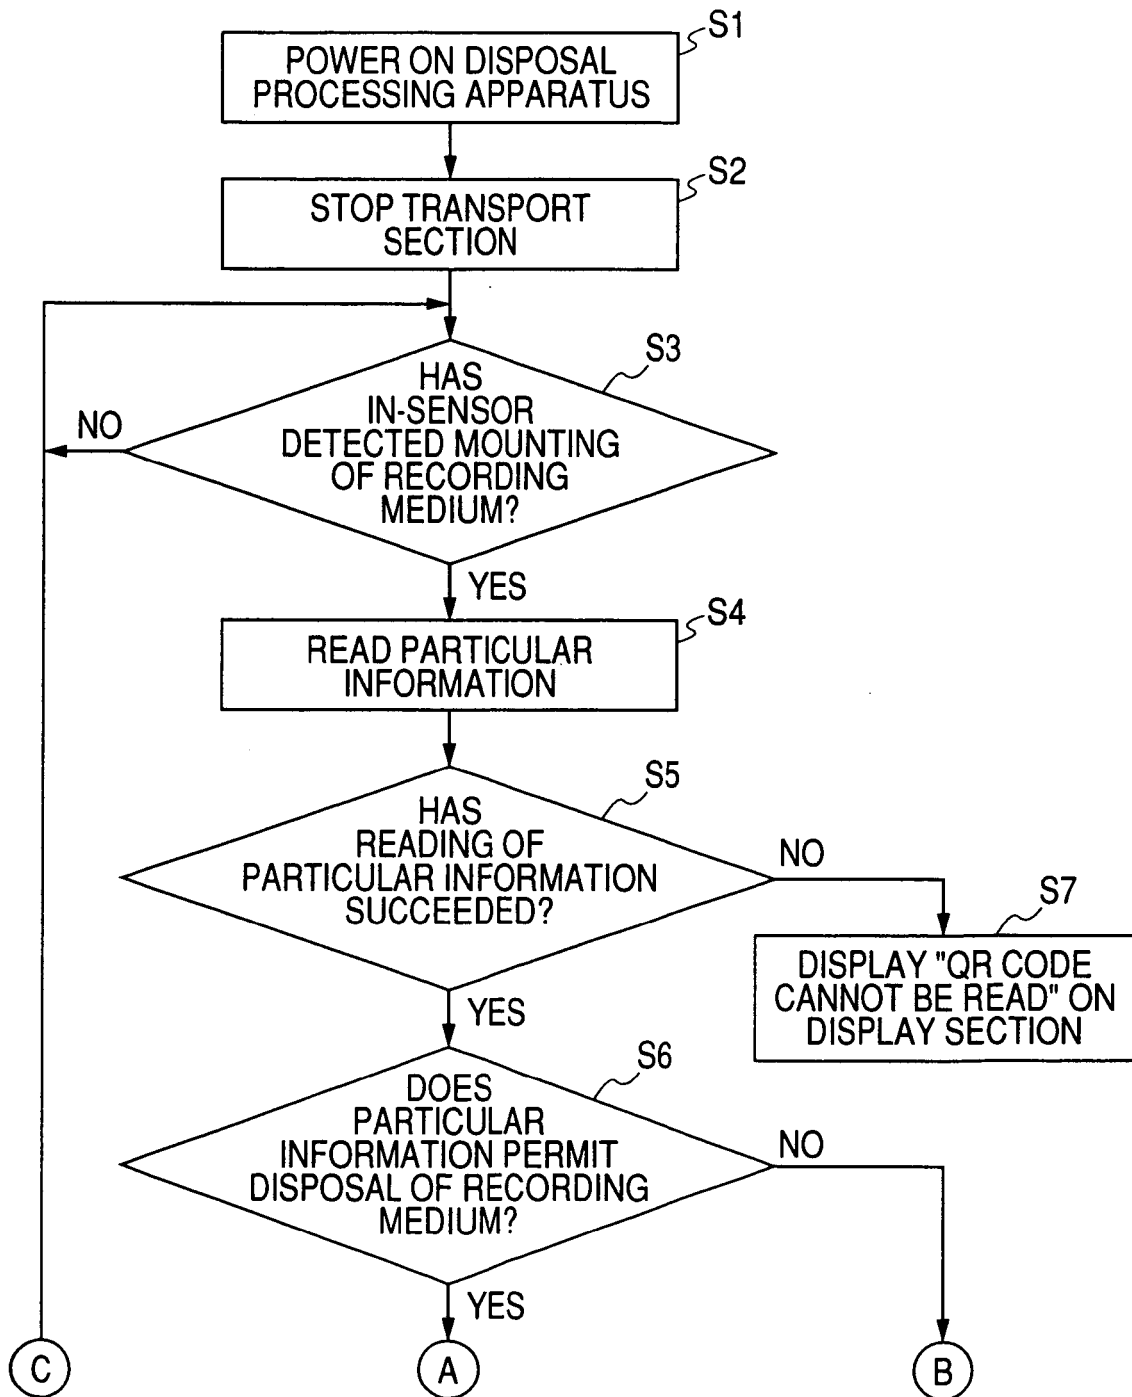 S1
POWER ON DISPOSAL
PROCESSING APPARATUS
S2
STOP TRANSPORT
SECTION
S3
HAS
IN-SENSOR
DETECTED MOUNTING
OF RECORDING
MEDIUM?
NO
YES
S4
READ PARTICULAR
INFORMATION
S5
HAS
READING OF
PARTICULAR INFORMATION
SUCCEEDED?
NO
YES
S7
DISPLAY "QR CODE
CANNOT BE READ" ON
DISPLAY SECTION
S6
DOES
PARTICULAR
INFORMATION PERMIT
DISPOSAL OF RECORDING
MEDIUM?
NO
YES
C
A
B